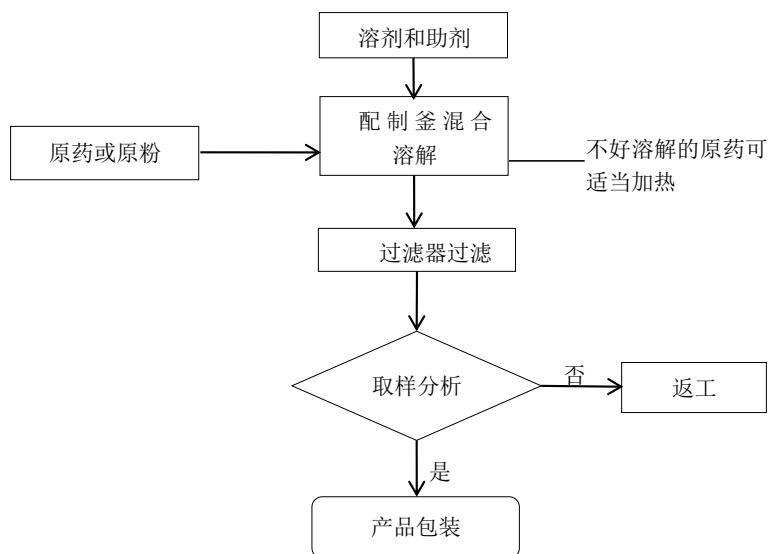 溶剂和助剂
配制釜混合
溶解
原药或原粉
不好溶解的原药可
适当加热
过滤器过滤
取样分析
否
返工
是
产品包装